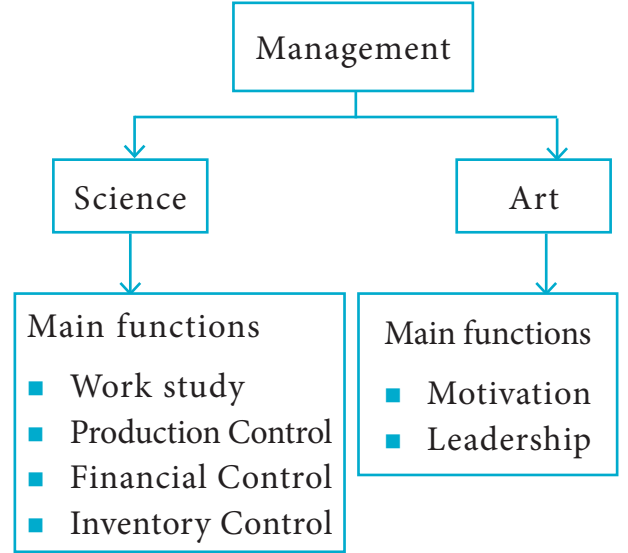 Management
Science
Art
Main functions
Work study
Production Control
Financial Control
Inventory Control
Main functions
Motivation
Leadership